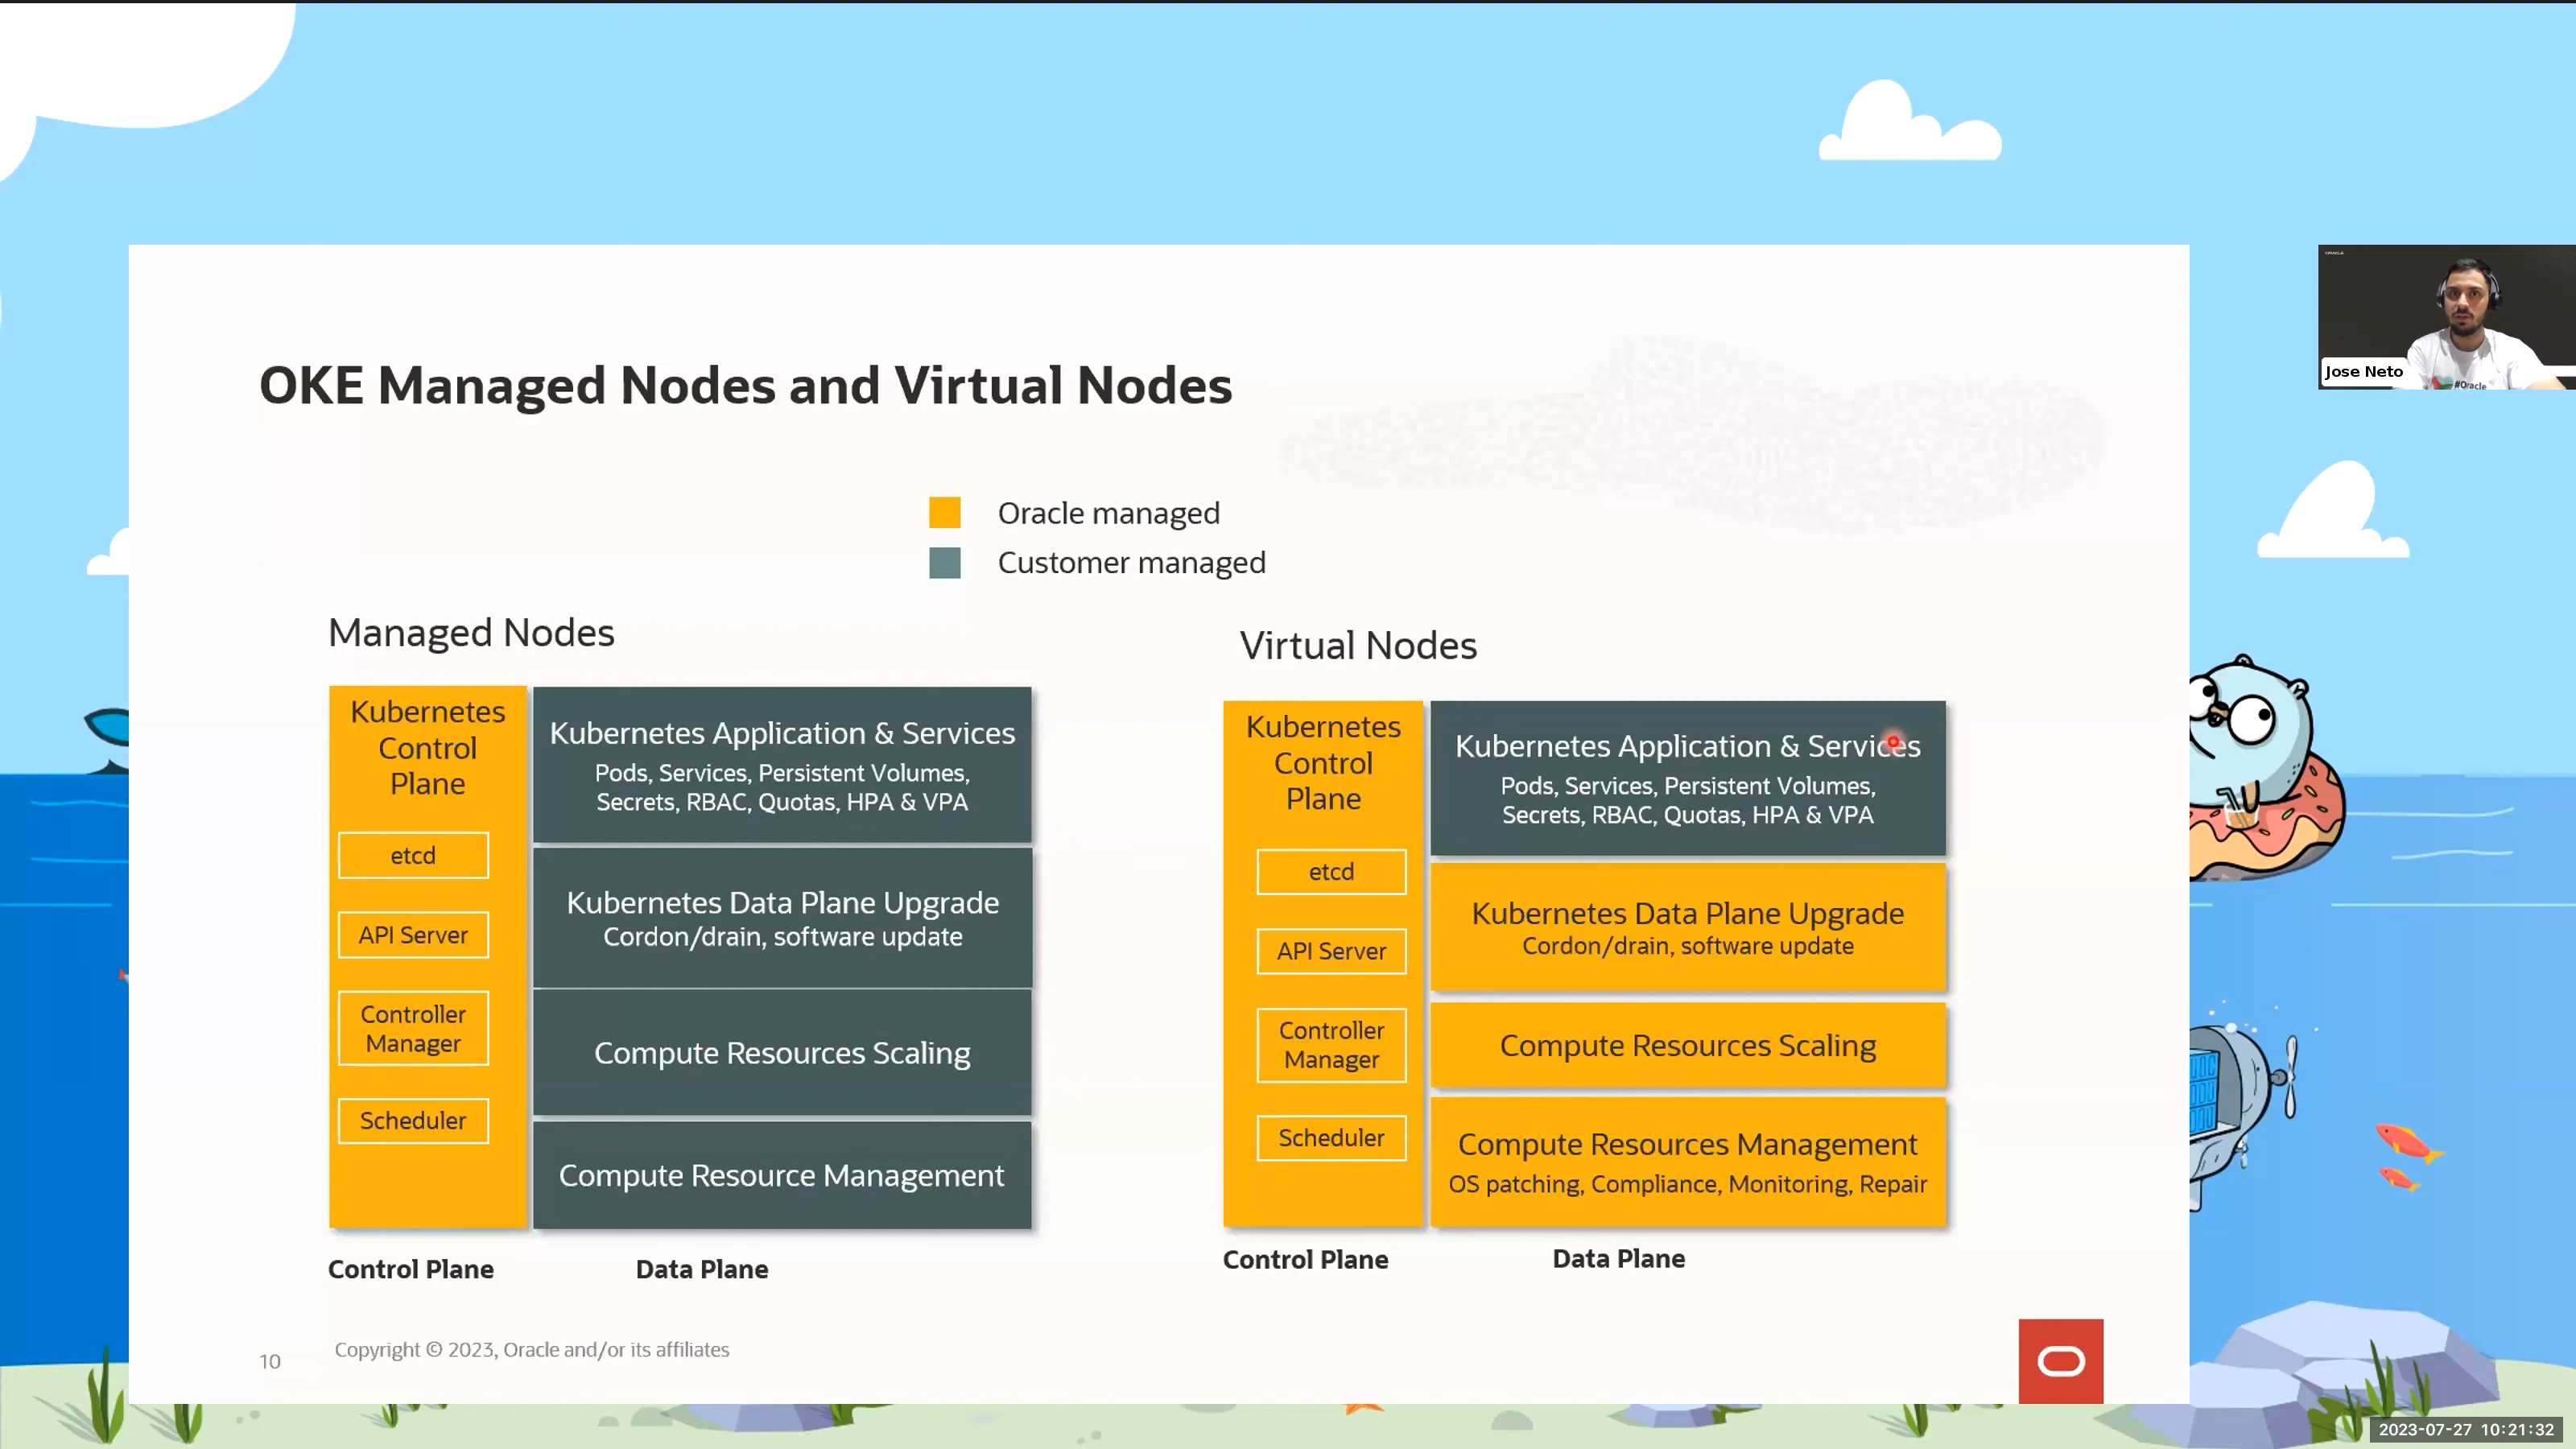 OKE Managed Nodes and Virtual Nodes
Oracle managed
Customer managed
Managed Nodes
Kubernetes
Control
Plane
etcd
API Server
Controller
Manager
Scheduler
Kubernetes Application & Services
Pods, Services, Persistent Volumes,
Secrets, RBAC, Quotas, HPA & VPA
Kubernetes Data Plane Upgrade
Cordon/drain, software update
Compute Resources Scaling
Compute Resource Management
Control Plane
Data Plane
Virtual Nodes
Kubernetes
Control
Plane
etcd
API Server
Controller
Manager
Scheduler
Kubernetes Application & Services
Pods, Services, Persistent Volumes,
Secrets, RBAC, Quotas, HPA & VPA
Kubernetes Data Plane Upgrade
Cordon/drain, software update
Compute Resources Scaling
Compute Resources Management
OS patching, Compliance, Monitoring, Repair
Control Plane
Data Plane
10
Copyright © 2023, Oracle and/or its affiliates
ORACLE
Jose Neto
#Oracle
2023-07-27 10:21:32